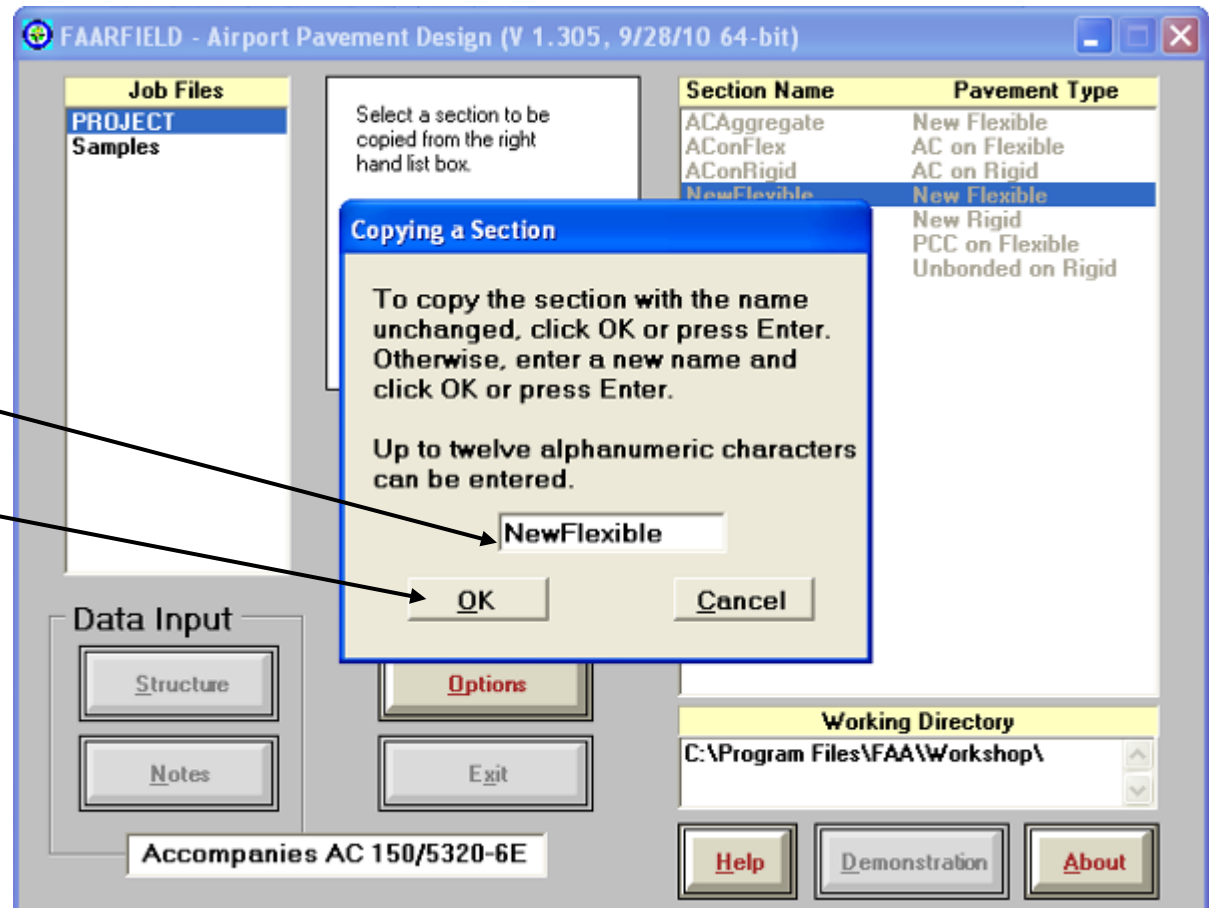 FAARFIELD - Airport Pavement Design (V 1.305, 9/28/10 64-bit)
Job Files
PROJECT
Samples
Select a section to be
copied from the right
hand list box.
Section Name Pavement Type
ACAggregate New Flexible
AConFlex AC on Flexible
AConRigid AC on Rigid
NewFlexible New Flexible
New Rigid
PCC on Flexible
Unbonded on Rigid
Copying a Section
To copy the section with the name
unchanged, click OK or press Enter.
Otherwise, enter a new name and
click OK or press Enter.
Up to twelve alphanumeric characters
can be entered.
NewFlexible
OK Cancel
Data Input
Structure
Notes
Options
Exit
Working Directory
C:\Program Files\FAA\Workshop\
Accompanies AC 150/5320-6E
Help Demonstration About